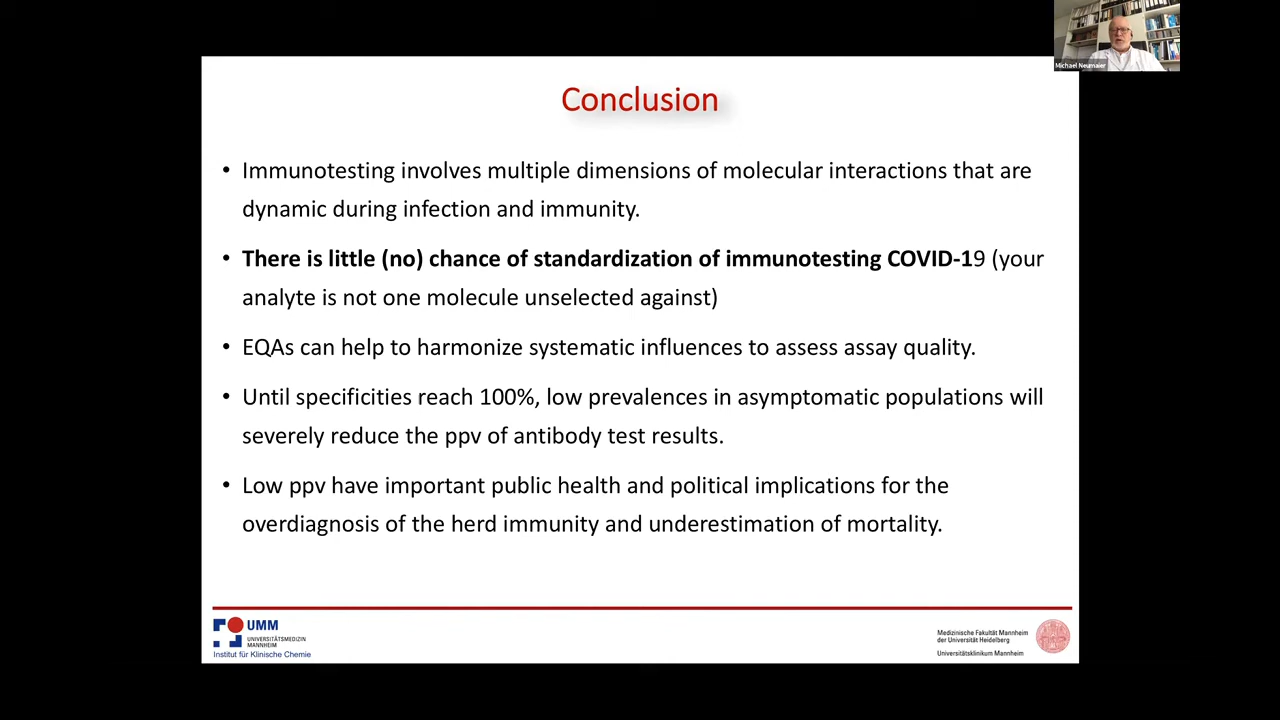 Michael Neumaier
Conclusion
• Immunotesting involves multiple dimensions of molecular interactions that are
dynamic during infection and immunity.
• There is little (no) chance of standardization of immunotesting COVID-19 (your
analyte is not one molecule unselected against)
• EQAs can help to harmonize systematic influences to assess assay quality.
• Until specificities reach 100%, low prevalences in asymptomatic populations will
severely reduce the ppv of antibody test results.
• Low ppv have important public health and political implications for the
overdiagnosis of the herd immunity and underestimation of mortality.
UMM
UNIVERSITÄTSMEDIZIN
MANNHEIM
Institut für Klinische Chemie
Medizinische Fakultät Mannheim
der Universität Heidelberg
Universitätsklinikum Mannheim